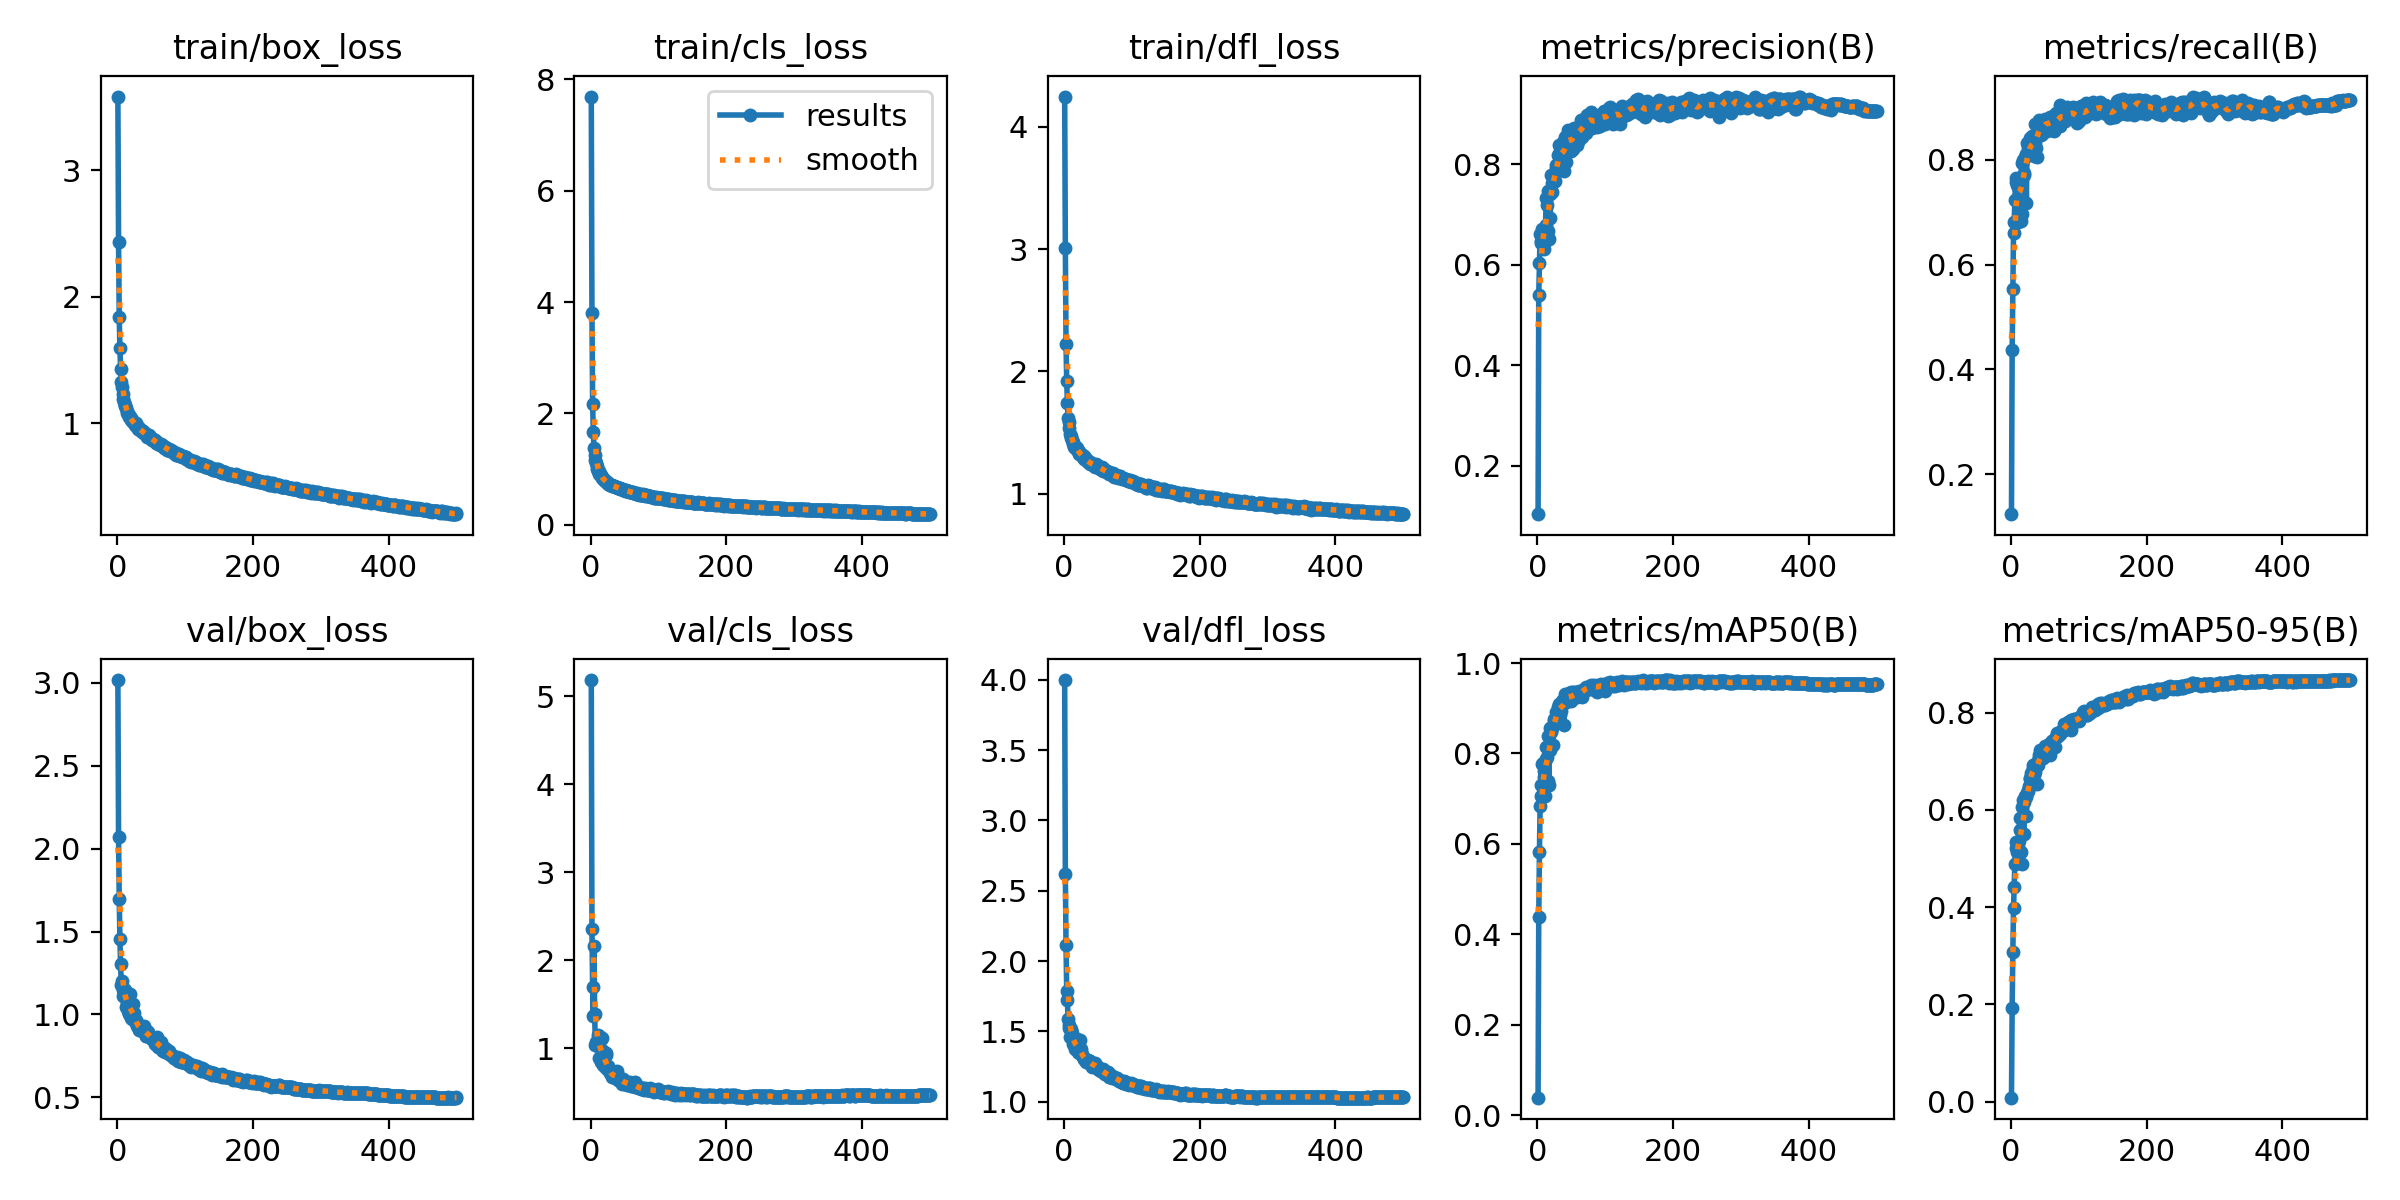 train/box_loss
3
2
1
0 200 400
train/cls_loss
results
smooth
8
6
4
2
0
0 200 400
train/dfl_loss
4
3
2
1
0 200 400
metrics/precision(B)
0.8
0.6
0.4
0.2
0 200 400
metrics/recall(B)
0.8
0.6
0.4
0.2
0 200 400
val/box_loss
3.0
2.5
2.0
1.5
1.0
0.5
0 200 400
val/cls_loss
5
4
3
2
1
0 200 400
val/dfl_loss
4.0
3.5
3.0
2.5
2.0
1.5
1.0
0 200 400
metrics/mAP50(B)
1.0
0.8
0.6
0.4
0.2
0.0
0 200 400
metrics/mAP50-95(B)
0.8
0.6
0.4
0.2
0.0
0 200 400